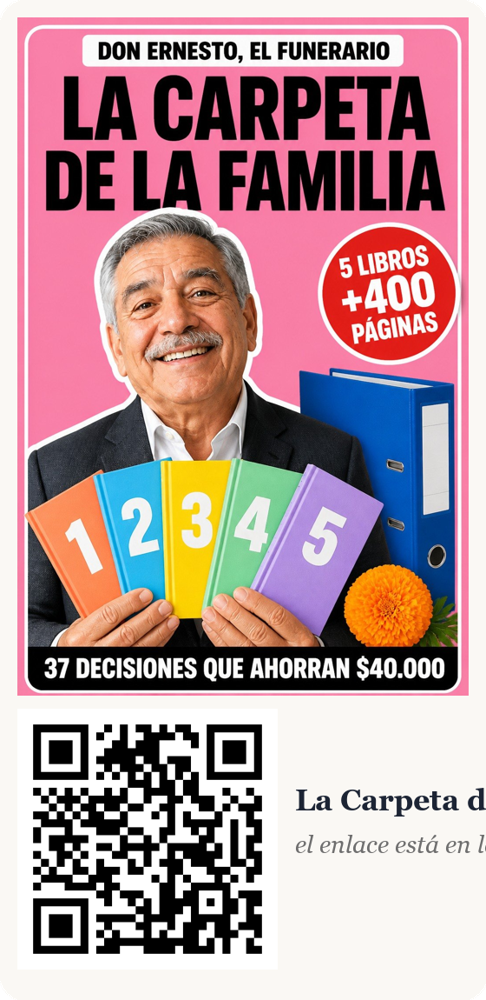 DON ERNESTO, EL FUNERARIO
LA CARPETA
DE LA FAMILIA
5 LIBROS
+400
PÁGINAS
1 2 3 4 5
37 DECISIONES QUE AHORRAN $40.000
La Carpeta d
el enlace está en l